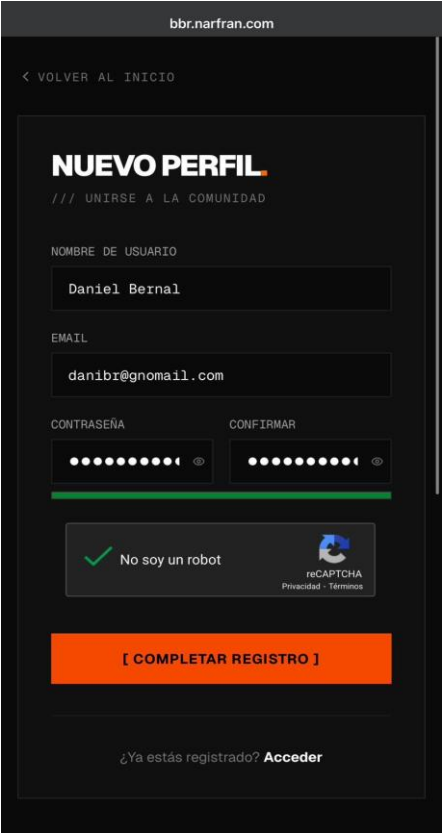 bbr.narfran.com
< VOLVER AL INICIO
NUEVO PERFIL.
/// UNIRSE A LA COMUNIDAD
NOMBRE DE USUARIO
Daniel Bernal
EMAIL
danibr@gnomail.com
CONTRASEÑA CONFIRMAR
No soy un robot
reCAPTCHA
Privacidad - Términos
[ COMPLETAR REGISTRO ]
¿Ya estás registrado? Acceder